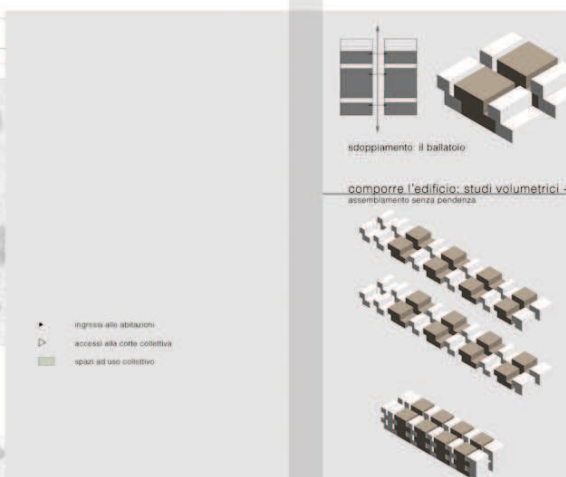 sdoppiamento: il ballatoio
comporre l'edificio: studi volumetrici -
assemblamento senza pendenza
ingressi alle abitazioni
accessi alla corte collettiva
spazi ad uso collettivo